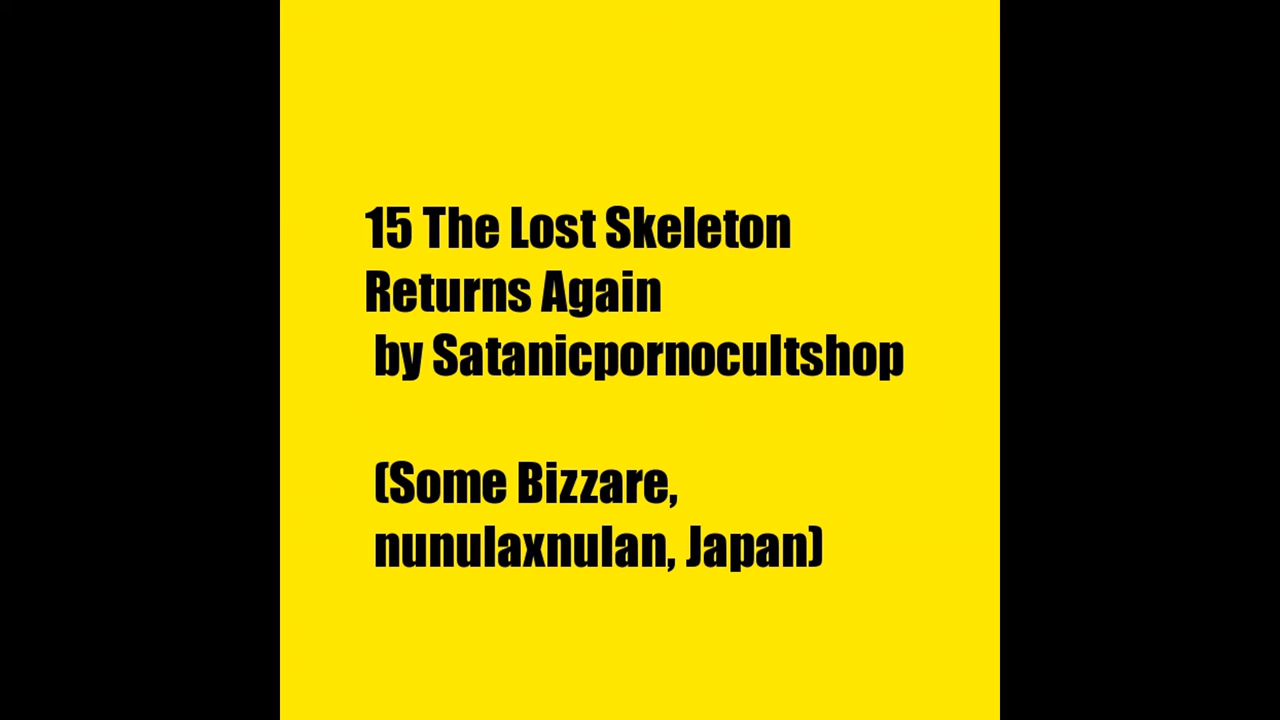 15 The Lost Skeleton
Returns Again
by Satanicpornocultshop
(Some Bizzare,
nunulaxnulan, Japan)